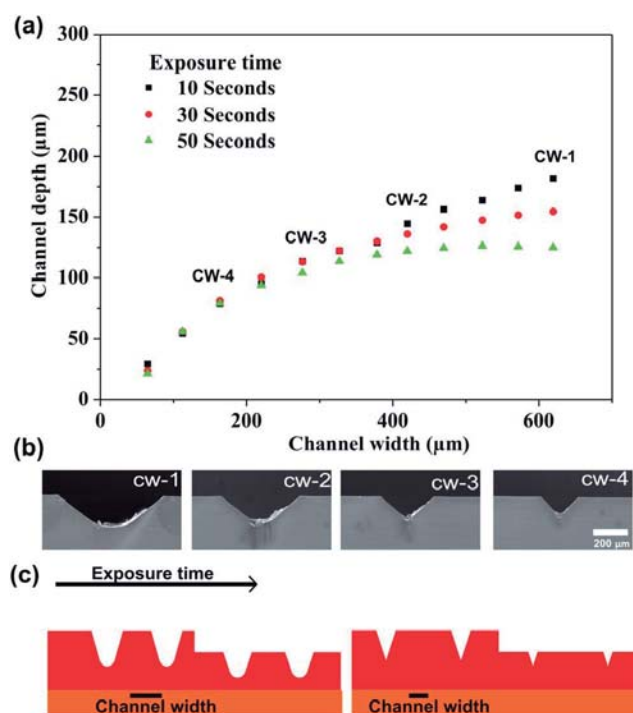 (a)
300
250
200
150
100
50
0
Channel depth (µm)
Exposure time
10 Seconds
30 Seconds
50 Seconds
CW-1
CW-2
CW-3
CW-4
0 200 400 600
Channel width (µm)
(b)
CW-1 CW-2 CW-3 CW-4
200 µm
(c)
Exposure time
Channel width Channel width